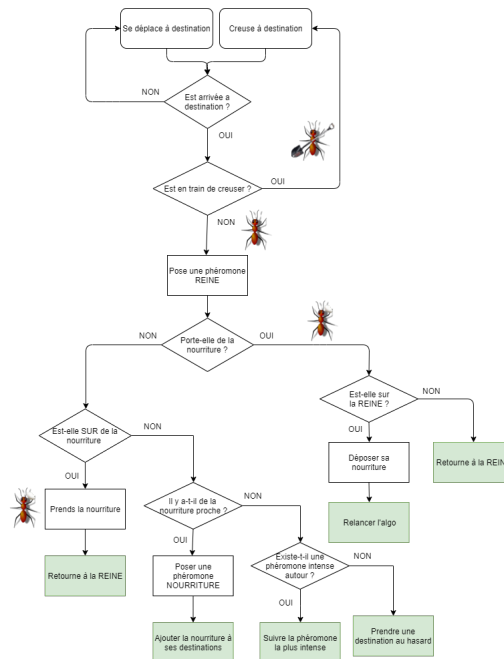 Se déplace à destination
Creuse à destination
NON
Est arrivée a
destination ?
OUI
Est en train de creuser ?
OUI
NON
Pose une phéromone
REINE
NON
Porte-elle de la
nourriture ?
OUI
Est-elle sur
la REINE ?
NON
Est-elle SUR de la
nourriture
NON
OUI
Déposer sa
nourriture
Retourne à la REIN
OUI
Prends la nourriture
Il y a-t-il de la
nourriture proche ?
NON
Relancer l'algo
OUI
Existe-t-il une
phéromone intense
autour ?
NON
Retourne à la REINE
Poser une
phéromone
NOURRITURE
OUI
Ajouter la nourriture à
ses destinations
Suivre la phéromone
la plus intense
Prendre une
destination au hasard